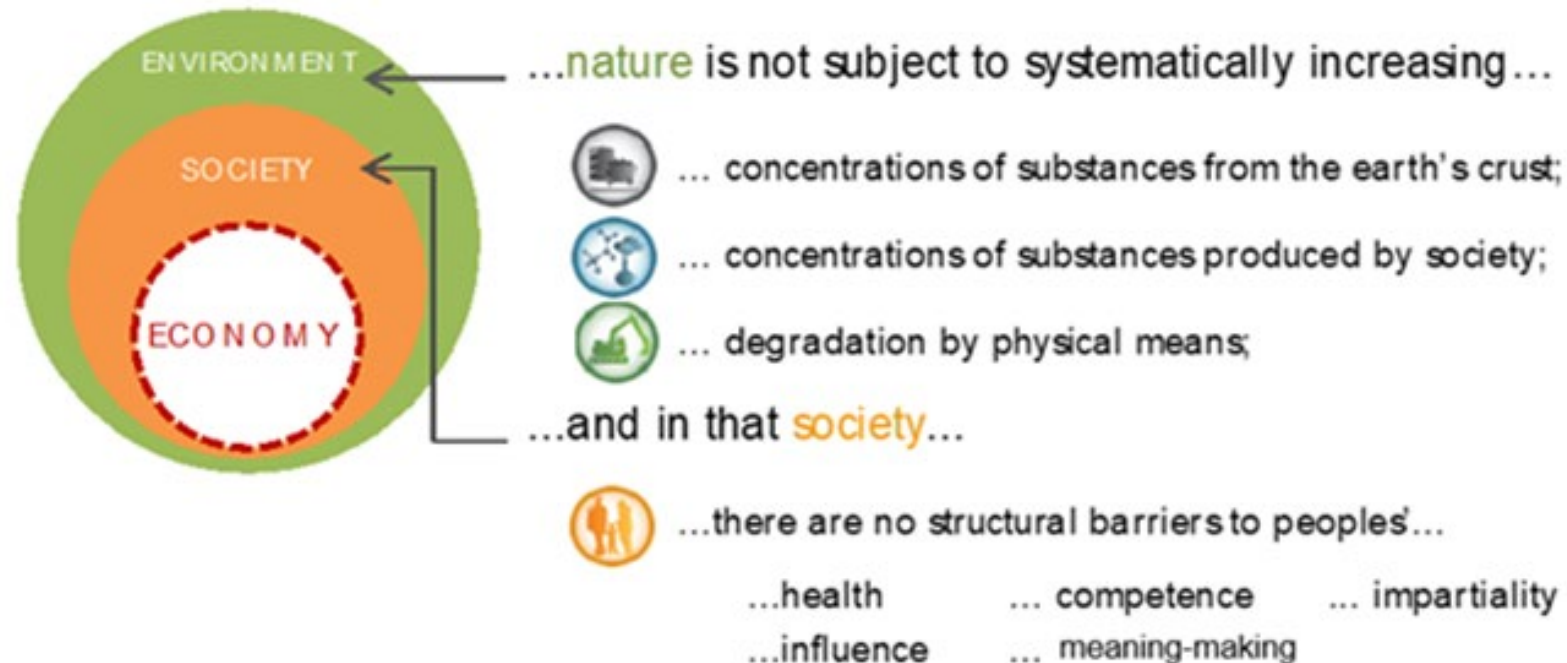 ENVIRONMENT
SOCIETY
ECONOMY
...nature is not subject to systematically increasing...
... concentrations of substances from the earth's crust;
... concentrations of substances produced by society;
... degradation by physical means;
...and in that society...
...there are no structural barriers to peoples'...
...health ... competence ... impartiality
...influence ... meaning-making